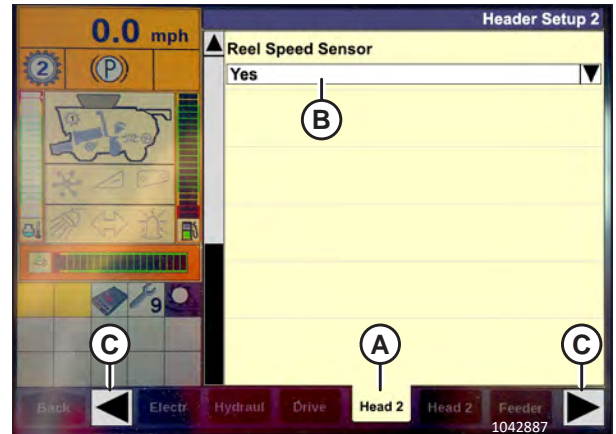 0.0 mph
Header Setup 2
Reel Speed Sensor
2
(P)
Yes
B
1
9
C
A
C
Back
Electr
Hydraul
Drive
Head 2
Head 2
Feeder
1042887